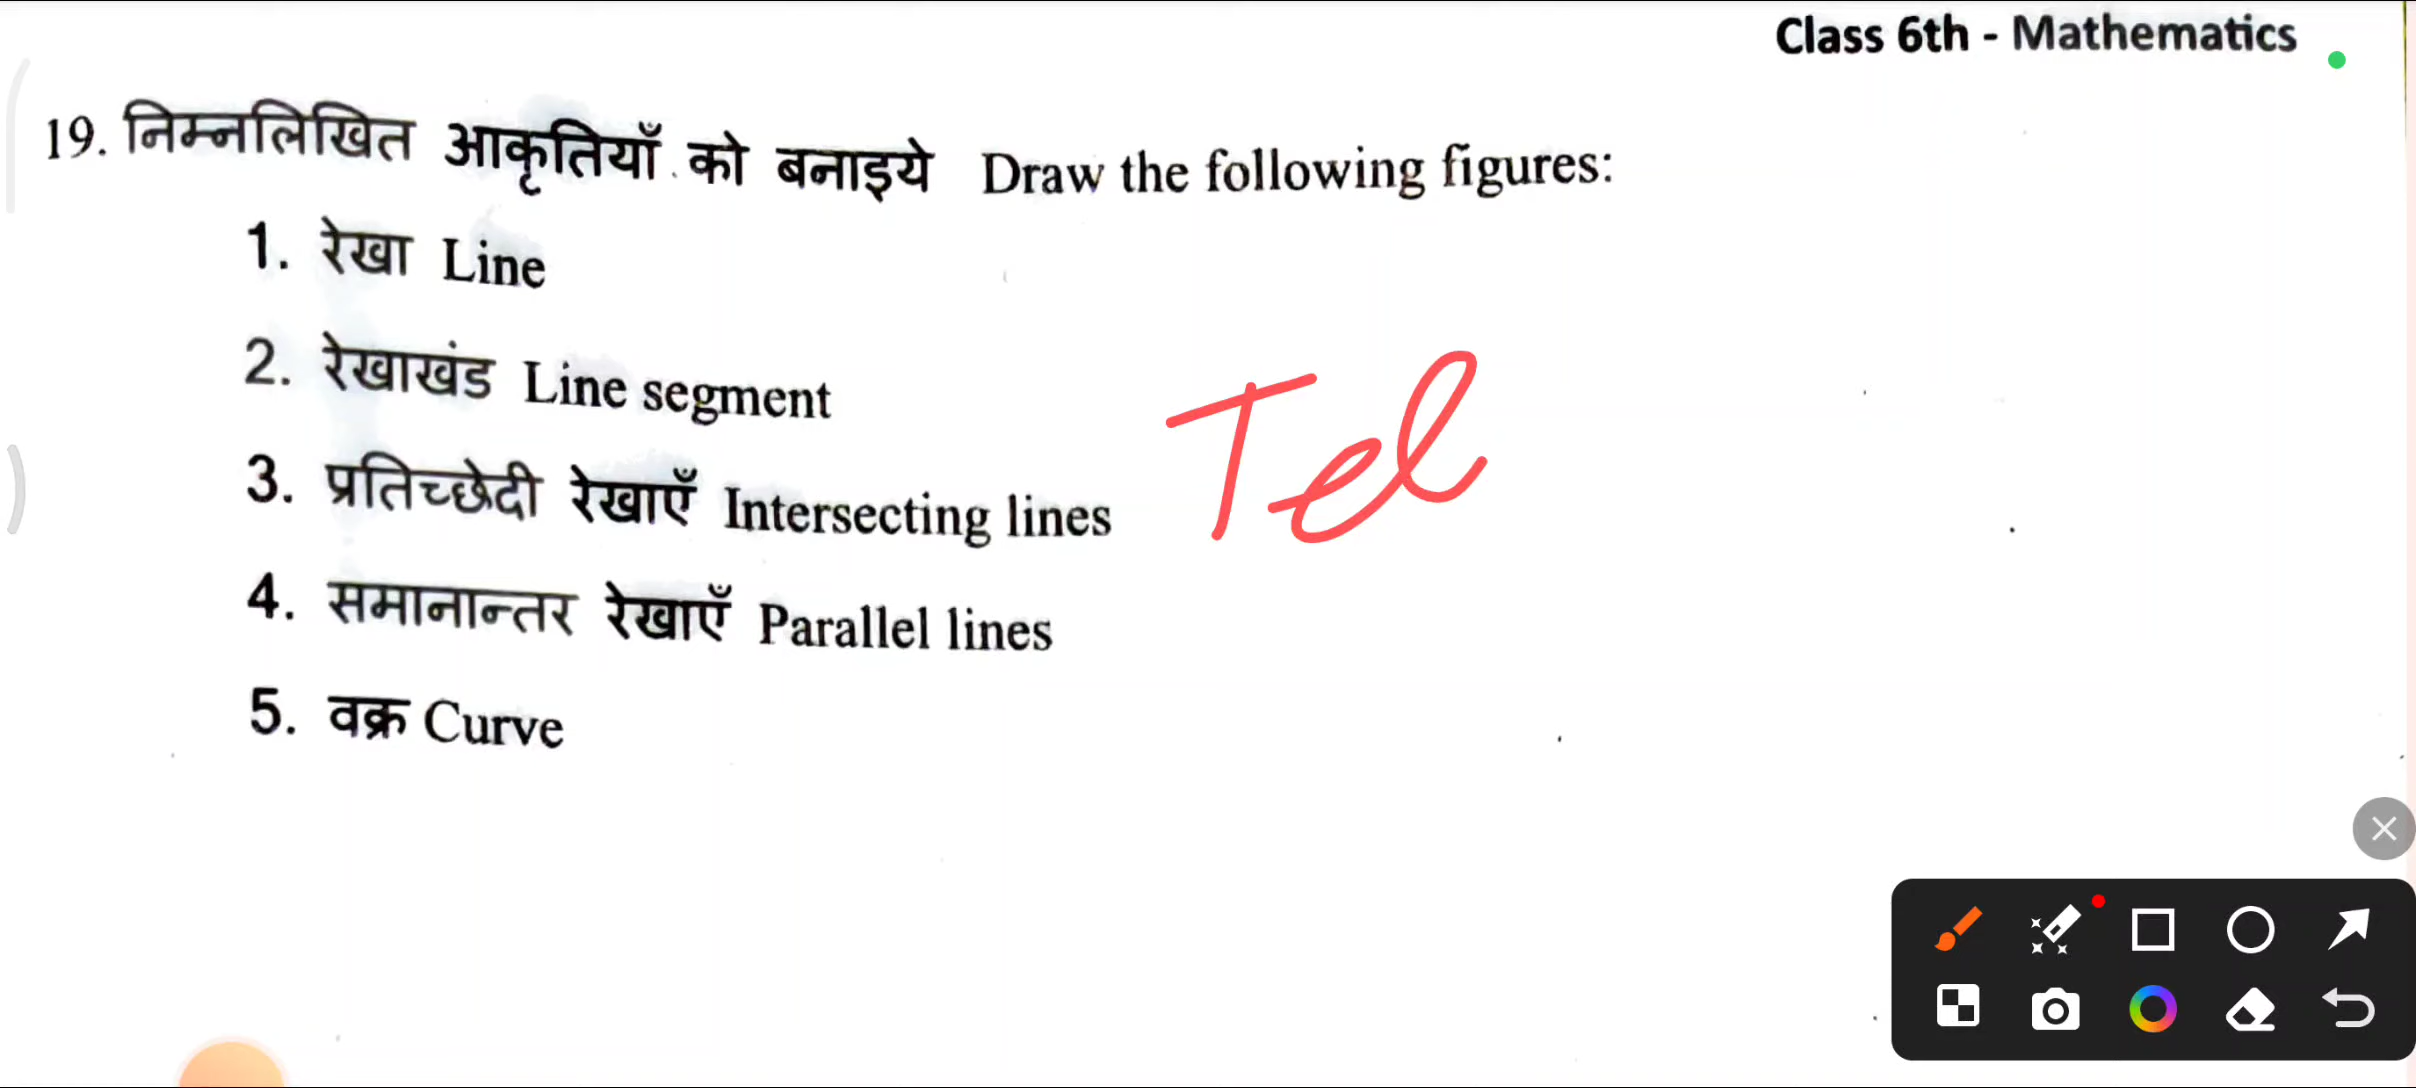 Class 6th - Mathematics
19. निम्नलिखित आकृतियाँ को बनाइये Draw the following figures:
1. रेखा Line
2. रेखाखंड Line segment
3. प्रतिच्छेदी रेखाएँ Intersecting lines
4. समानान्तर रेखाएँ Parallel lines
5. वक्र Curve
Tel